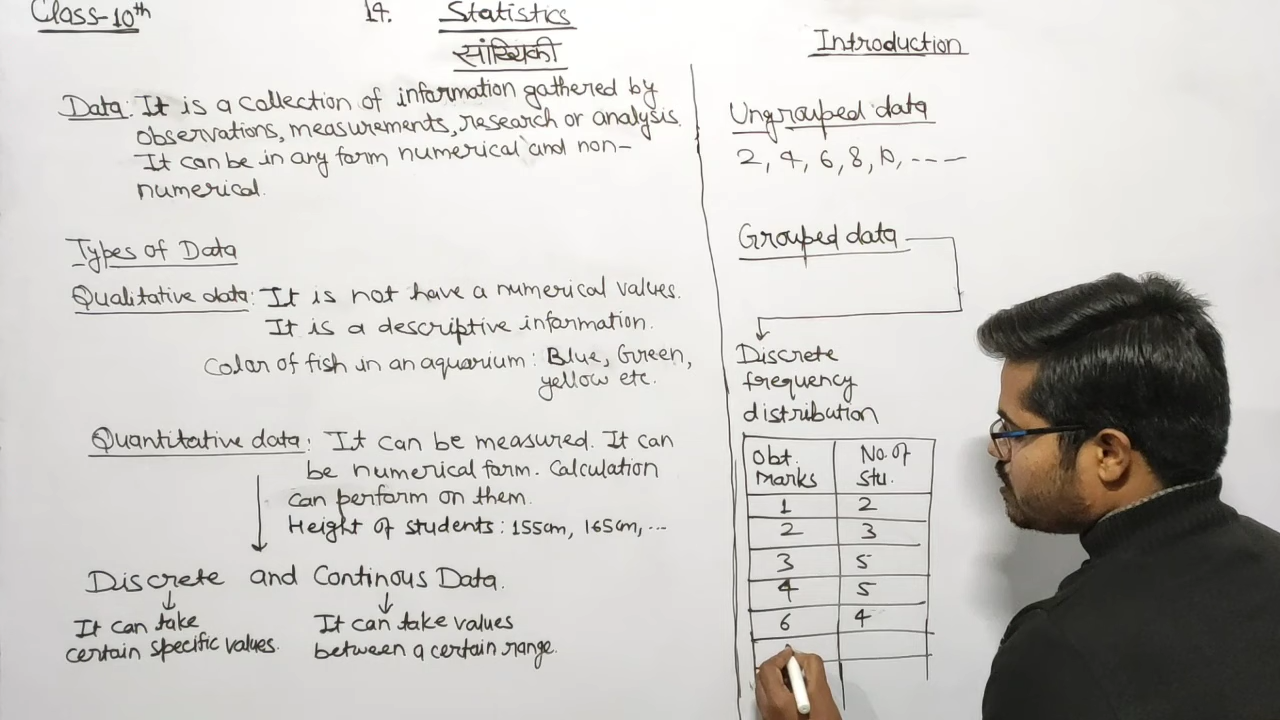 Class-10th
14. Statistics
सांख्यिकी
Data: It is a collection of information gathered by
observations, measurements, research or analysis.
It can be in any form numerical and non-
numerical.
Types of Data
Qualitative data: It is not have a numerical values.
It is a descriptive information.
Color of fish in an aquarium: Blue, Green,
yellow etc.
Quantitative data: It can be measured. It can
be numerical form. Calculation
can perform on them.
Height of students: 155cm, 165cm, ...
Discrete and Continous Data.
It can take
certain specific values.
It can take values
between a certain range.
Introduction
Ungrouped data
2, 4, 6, 8, 10, ---
Grouped data
Discrete
frequency
distribution
Obt. Marks No. of Stu.
1 2
2 3
3 5
4 5
6 4